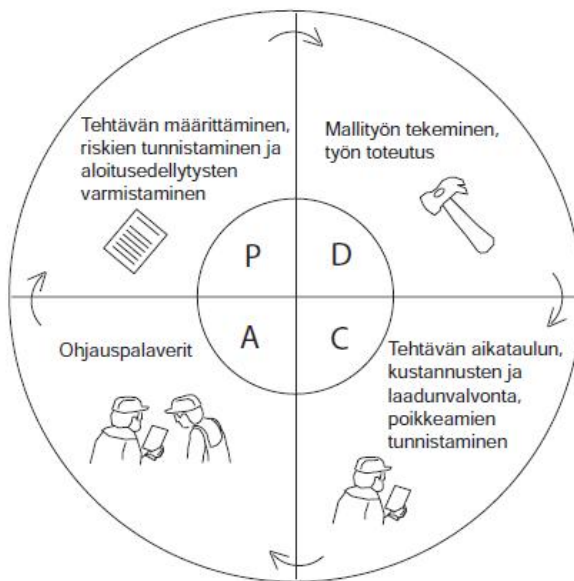 Tehtävän määrittäminen,
riskien tunnistaminen ja
aloitusedellytysten
varmistaminen
Mallityön tekeminen,
työn toteutus
P
D
A
C
Ohjauspalaverit
Tehtävän aikataulun,
kustannusten ja
laadunvalvonta,
poikkeamien
tunnistaminen